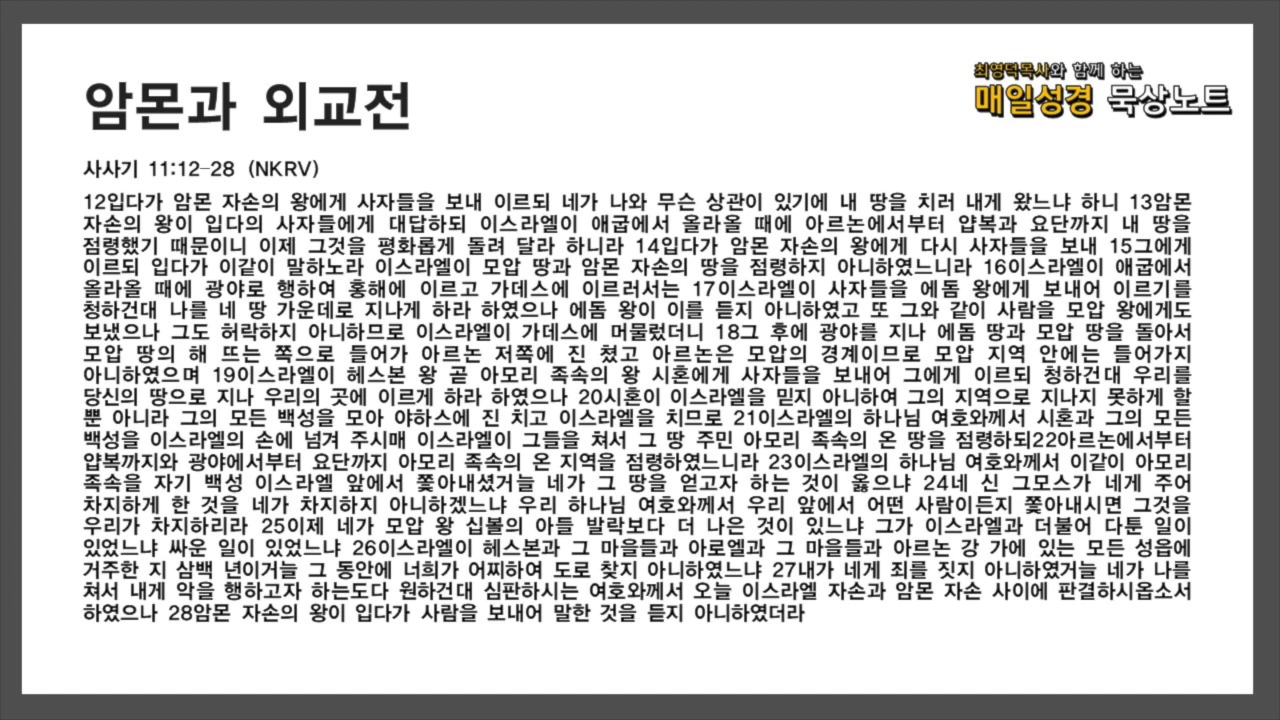 최영덕목사와 함께 하는
매일성경 묵상노트
암몬과 외교전
사사기 11:12-28 (NKRV)
12입다가 암몬 자손의 왕에게 사자들을 보내 이르되 네가 나와 무슨 상관이 있기에 내 땅을 치러 내게 왔느냐 하니 13암몬
자손의 왕이 입다의 사자들에게 대답하되 이스라엘이 애굽에서 올라올 때에 아르논에서부터 얍복과 요단까지 내 땅을
점령했기 때문이니 이제 그것을 평화롭게 돌려 달라 하니라 14입다가 암몬 자손의 왕에게 다시 사자들을 보내 15그에게
이르되 입다가 이같이 말하노라 이스라엘이 모압 땅과 암몬 자손의 땅을 점령하지 아니하였느니라 16이스라엘이 애굽에서
올라올 때에 광야로 행하여 홍해에 이르고 가데스에 이르러서는 17이스라엘이 사자들을 에돔 왕에게 보내어 이르기를
청하건대 나를 네 땅 가운데로 지나게 하라 하였으나 에돔 왕이 이를 듣지 아니하였고 또 그와 같이 사람을 모압 왕에게도
보냈으나 그도 허락하지 아니하므로 이스라엘이 가데스에 머물렀더니 18그 후에 광야를 지나 에돔 땅과 모압 땅을 돌아서
모압 땅의 해 뜨는 쪽으로 들어가 아르논 저쪽에 진 쳤고 아르논은 모압의 경계이므로 모압 지역 안에는 들어가지
아니하였으며 19이스라엘이 헤스본 왕 곧 아모리 족속의 왕 시혼에게 사자들을 보내어 그에게 이르되 청하건대 우리를
당신의 땅으로 지나 우리의 곳에 이르게 하라 하였으나 20시혼이 이스라엘을 믿지 아니하여 그의 지역으로 지나지 못하게 할
뿐 아니라 그의 모든 백성을 모아 야하스에 진 치고 이스라엘을 치므로 21이스라엘의 하나님 여호와께서 시혼과 그의 모든
백성을 이스라엘의 손에 넘겨 주시매 이스라엘이 그들을 쳐서 그 땅 주민 아모리 족속의 온 땅을 점령하되22아르논에서부터
얍복까지와 광야에서부터 요단까지 아모리 족속의 온 지역을 점령하였느니라 23이스라엘의 하나님 여호와께서 이같이 아모리
족속을 자기 백성 이스라엘 앞에서 쫓아내셨거늘 네가 그 땅을 얻고자 하는 것이 옳으냐 24네 신 그모스가 네게 주어
차지하게 한 것을 네가 차지하지 아니하겠느냐 우리 하나님 여호와께서 우리 앞에서 어떤 사람이든지 쫓아내시면 그것을
우리가 차지하리라 25이제 네가 모압 왕 십볼의 아들 발락보다 더 나은 것이 있느냐 그가 이스라엘과 더불어 다툰 일이
있었느냐 싸운 일이 있었느냐 26이스라엘이 헤스본과 그 마을들과 아로엘과 그 마을들과 아르논 강 가에 있는 모든 성읍에
거주한 지 삼백 년이거늘 그 동안에 너희가 어찌하여 도로 찾지 아니하였느냐 27내가 네게 죄를 짓지 아니하였거늘 네가 나를
쳐서 내게 악을 행하고자 하는도다 원하건대 심판하시는 여호와께서 오늘 이스라엘 자손과 암몬 자손 사이에 판결하시옵소서
하였으나 28암몬 자손의 왕이 입다가 사람을 보내어 말한 것을 듣지 아니하였더라